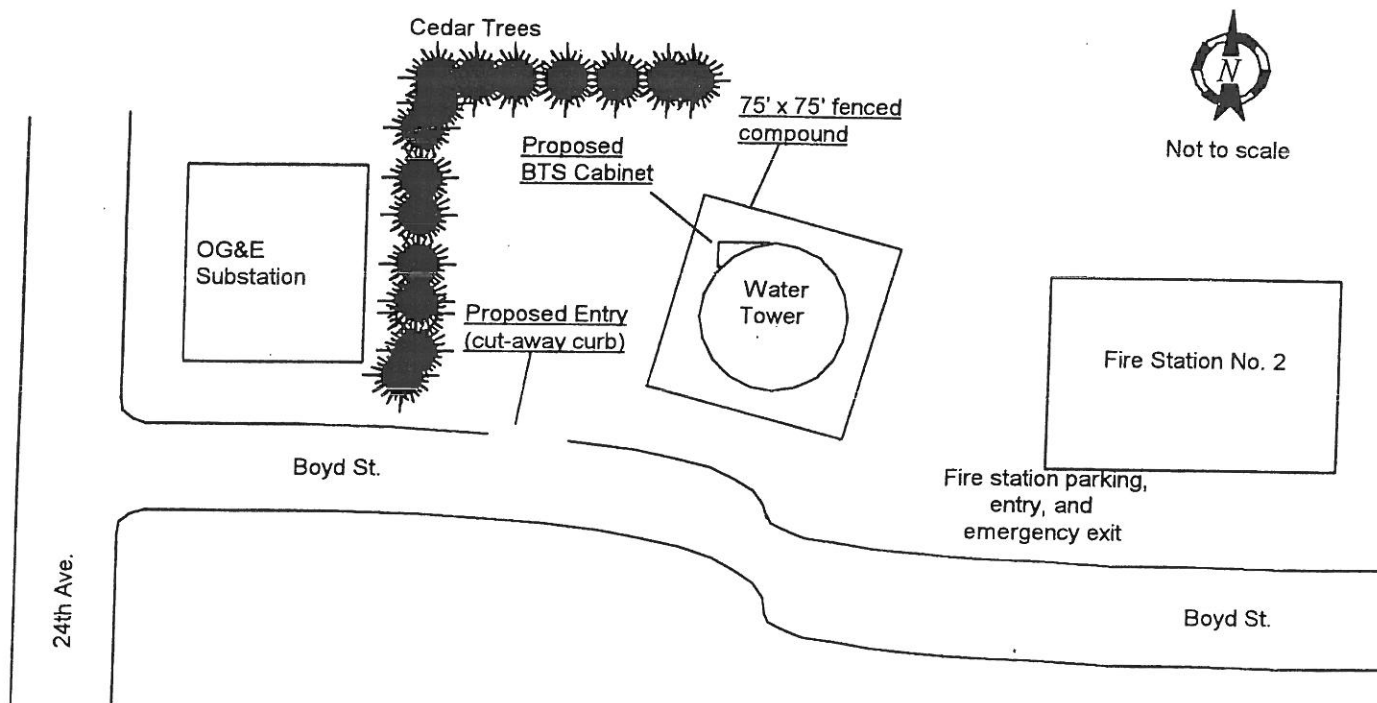 Cedar Trees
N
75' x 75' fenced
compound
Not to scale
Proposed
BTS Cabinet
OG&E
Substation
Water
Tower
Proposed Entry
(cut-away curb)
Fire Station No. 2
Boyd St.
Fire station parking,
entry, and
emergency exit
24th Ave.
Boyd St.